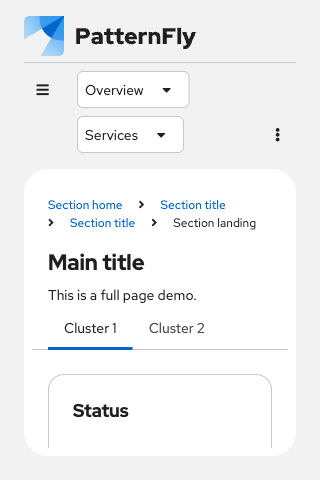 PatternFly
Overview
Services
Section home > Section title
> Section title > Section landing
Main title
This is a full page demo.
Cluster 1 Cluster 2
Status